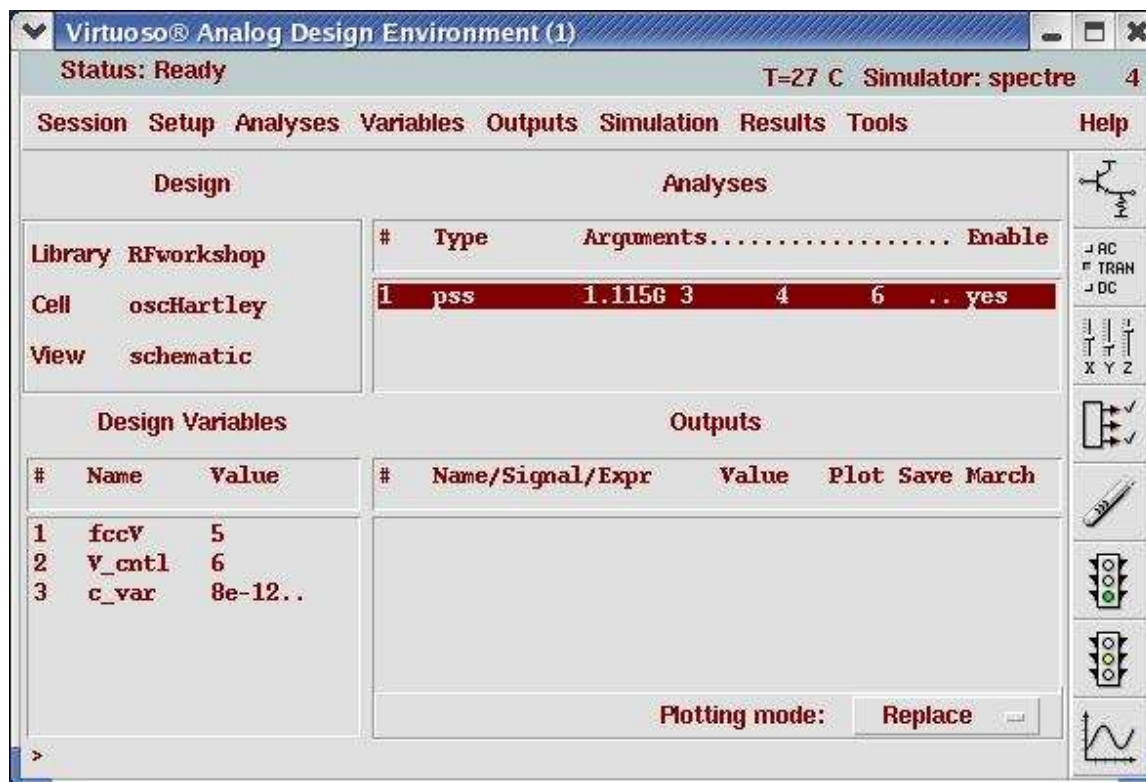 Virtuoso® Analog Design Environment (1)
Status: Ready T=27 C Simulator: spectre 4
Session Setup Analyses Variables Outputs Simulation Results Tools Help
Design
Library RFworkshop
Cell oscHartley
View schematic
Analyses
# Type Arguments................... Enable
1 pss 1.115G 3 4 6 .. yes
Design Variables
# Name Value
1 fccV 5
2 V_cntl 6
3 c_var 8e-12..
Outputs
# Name/Signal/Expr Value Plot Save March
Plotting mode: Replace
>
AC
TRAN
DC
X Y Z